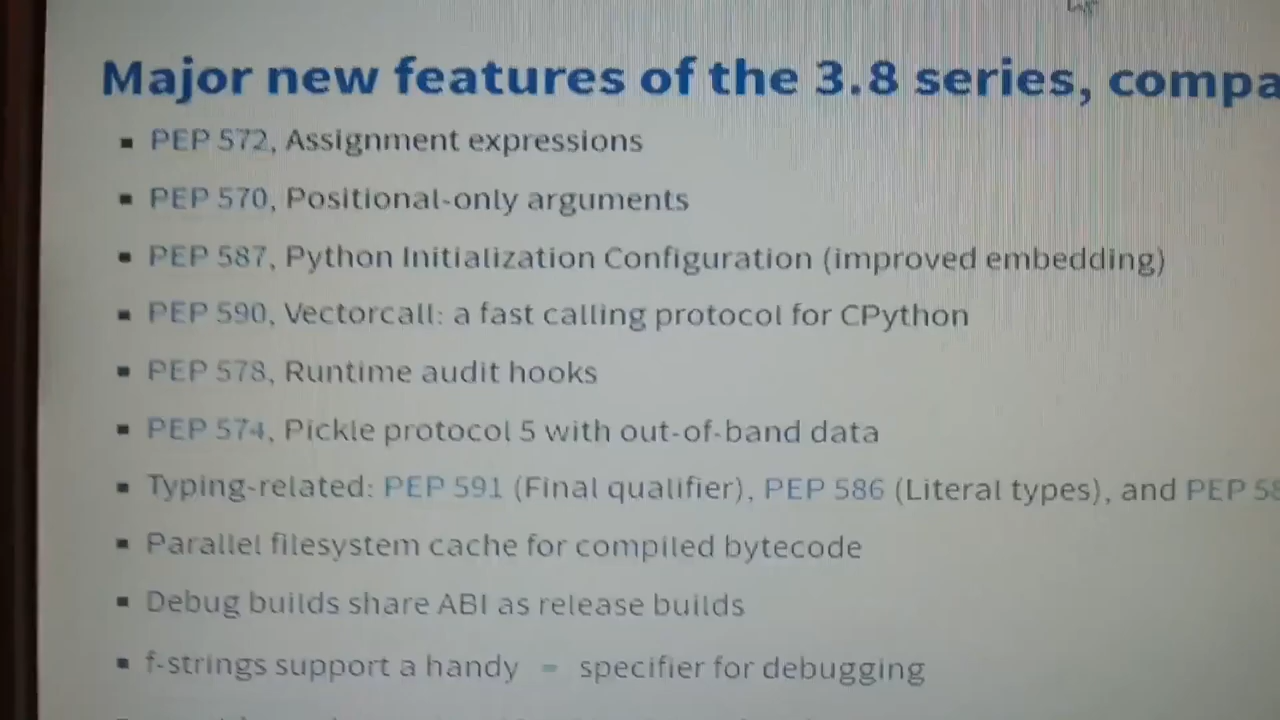 Major new features of the 3.8 series, compa
PEP 572, Assignment expressions
PEP 570, Positional-only arguments
PEP 587, Python Initialization Configuration (improved embedding)
PEP 590, Vectorcall: a fast calling protocol for CPython
PEP 578, Runtime audit hooks
PEP 574, Pickle protocol 5 with out-of-band data
Typing-related: PEP 591 (Final qualifier), PEP 586 (Literal types), and PEP 58
Parallel filesystem cache for compiled bytecode
Debug builds share ABI as release builds
f-strings support a handy = specifier for debugging